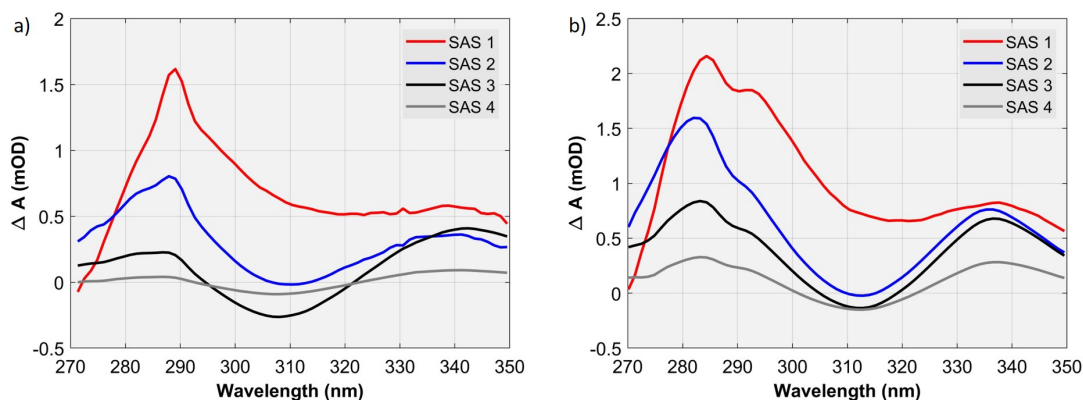 a)
2
1.5
1
0.5
0
-0.5
Δ A (mOD)
SAS 1
SAS 2
SAS 3
SAS 4
270 280 290 300 310 320 330 340 350
Wavelength (nm)
b)
2.5
2
1.5
1
0.5
0
-0.5
Δ A (mOD)
SAS 1
SAS 2
SAS 3
SAS 4
270 280 290 300 310 320 330 340 350
Wavelength (nm)